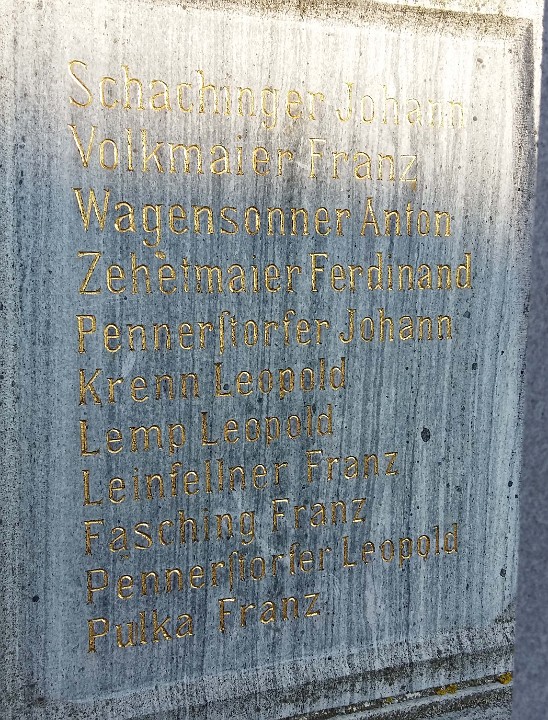 Schachinger Johann
Volkmaier Franz
Wagensonner Anton
Zehetmaier Ferdinand
Pennerſtorfer Johann
Krenn Leopold
Lemp Leopold
Leinfellner Franz
Fasching Franz
Pennerſtorfer Leopold
Pulka Franz